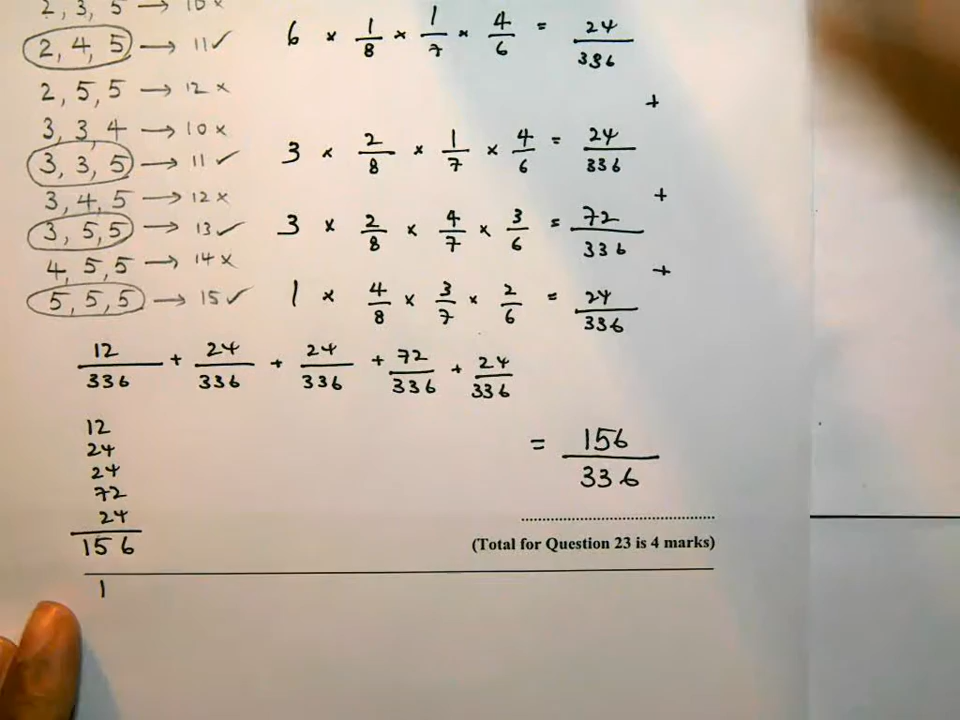 2, 3, 5 → 10 ×
2, 4, 5 → 11 ✓ 6 × 1/8 × 1/7 × 4/6 = 24/336
2, 5, 5 → 12 ×
+
3, 3, 4 → 10 ×
3, 3, 5 → 11 ✓ 3 × 2/8 × 1/7 × 4/6 = 24/336
3, 4, 5 → 12 ×
+
3, 5, 5 → 13 ✓ 3 × 2/8 × 4/7 × 3/6 = 72/336
4, 5, 5 → 14 ×
+
5, 5, 5 → 15 ✓ 1 × 4/8 × 3/7 × 2/6 = 24/336
12/336 + 24/336 + 24/336 + 72/336 + 24/336
12
24
24
72
24
156
1
= 156/336
(Total for Question 23 is 4 marks)